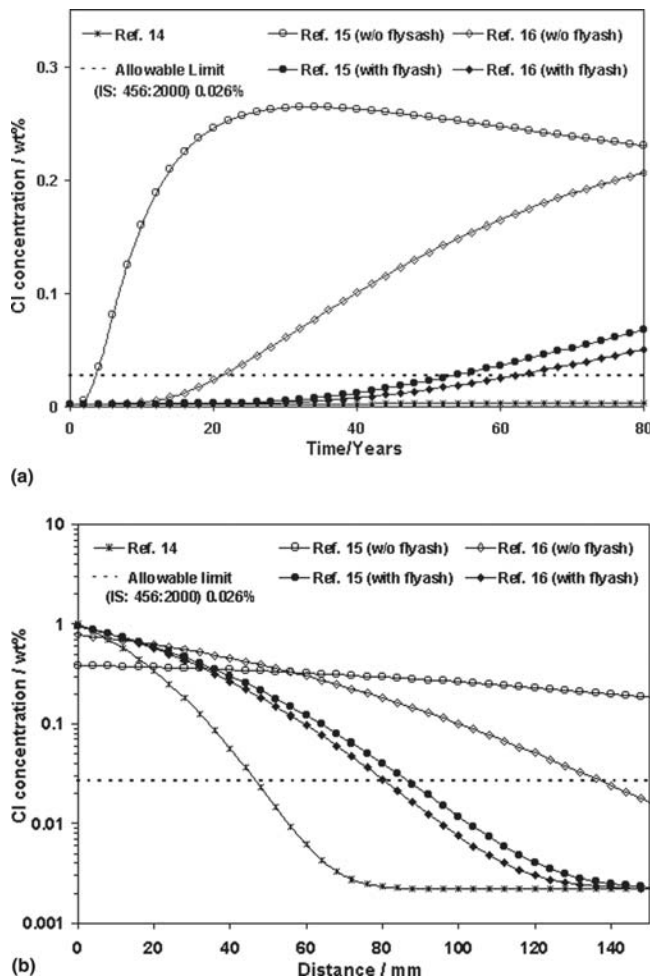 Ref. 14
Ref. 15 (w/o flysash)
Ref. 16 (w/o flyash)
Allowable Limit
(IS: 456:2000) 0.026%
Ref. 15 (with flyash)
Ref. 16 (with flyash)
Cl concentration / wt%
0.3
0.2
0.1
0
0 20 40 60 80
Time/Years
(a)
Ref. 14
Ref. 15 (w/o flyash)
Ref. 16 (w/o flyash)
Allowable limit
(IS: 456:2000) 0.026%
Ref. 15 (with flyash)
Ref. 16 (with flyash)
Cl concentration / wt%
10
1
0.1
0.01
0.001
0 20 40 60 80 100 120 140
Distance / mm
(b)